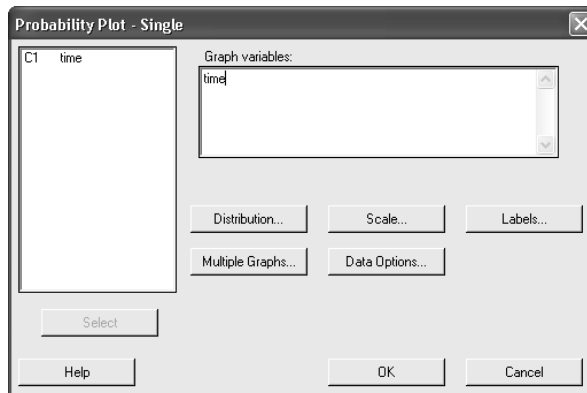 Probability Plot - Single
C1 time
Graph variables:
time
Distribution...
Scale...
Labels...
Multiple Graphs...
Data Options...
Select
Help
OK
Cancel